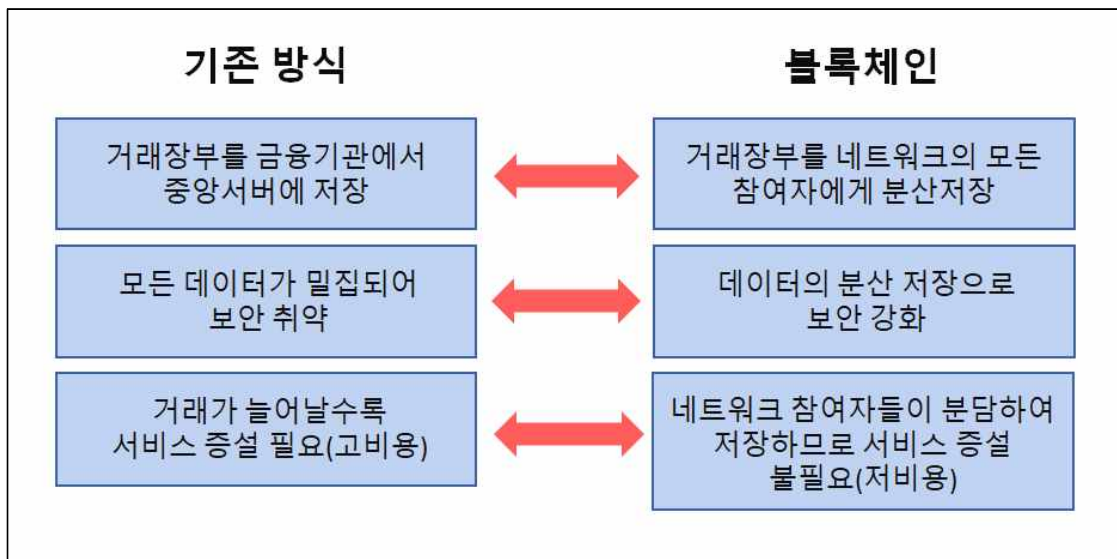 기존 방식
블록체인
거래장부를 금융기관에서
중앙서버에 저장
거래장부를 네트워크의 모든
참여자에게 분산저장
모든 데이터가 밀집되어
보안 취약
데이터의 분산 저장으로
보안 강화
거래가 늘어날수록
서비스 증설 필요(고비용)
네트워크 참여자들이 분담하여
저장하므로 서비스 증설
불필요(저비용)